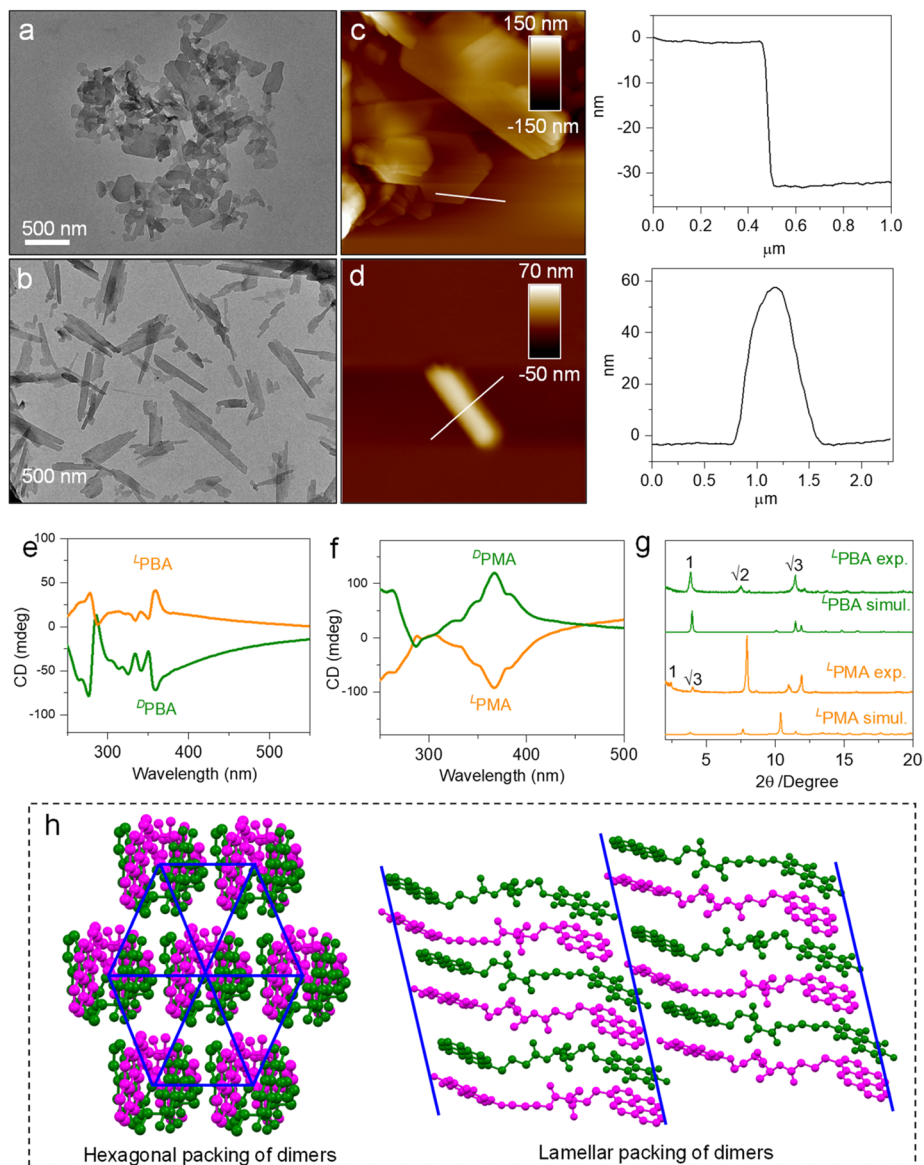 a
500 nm
c
150 nm
-150 nm
0
-10
-20
-30
nm
0.0 0.2 0.4 0.6 0.8 1.0
μm
b
500 nm
d
70 nm
-50 nm
60
40
20
0
nm
0.0 0.5 1.0 1.5 2.0
μm
e
100
50
0
-50
-100
CD (mdeg)
LPBA
DPBA
300 400 500
Wavelength (nm)
f
100
0
-100
CD (mdeg)
DPMA
LPMA
300 400 500
Wavelength (nm)
g
1
√2
√3
LPBA exp.
LPBA simul.
1
√3
LPMA exp.
LPMA simul.
5 10 15 20
2θ /Degree
h
Hexagonal packing of dimers
Lamellar packing of dimers